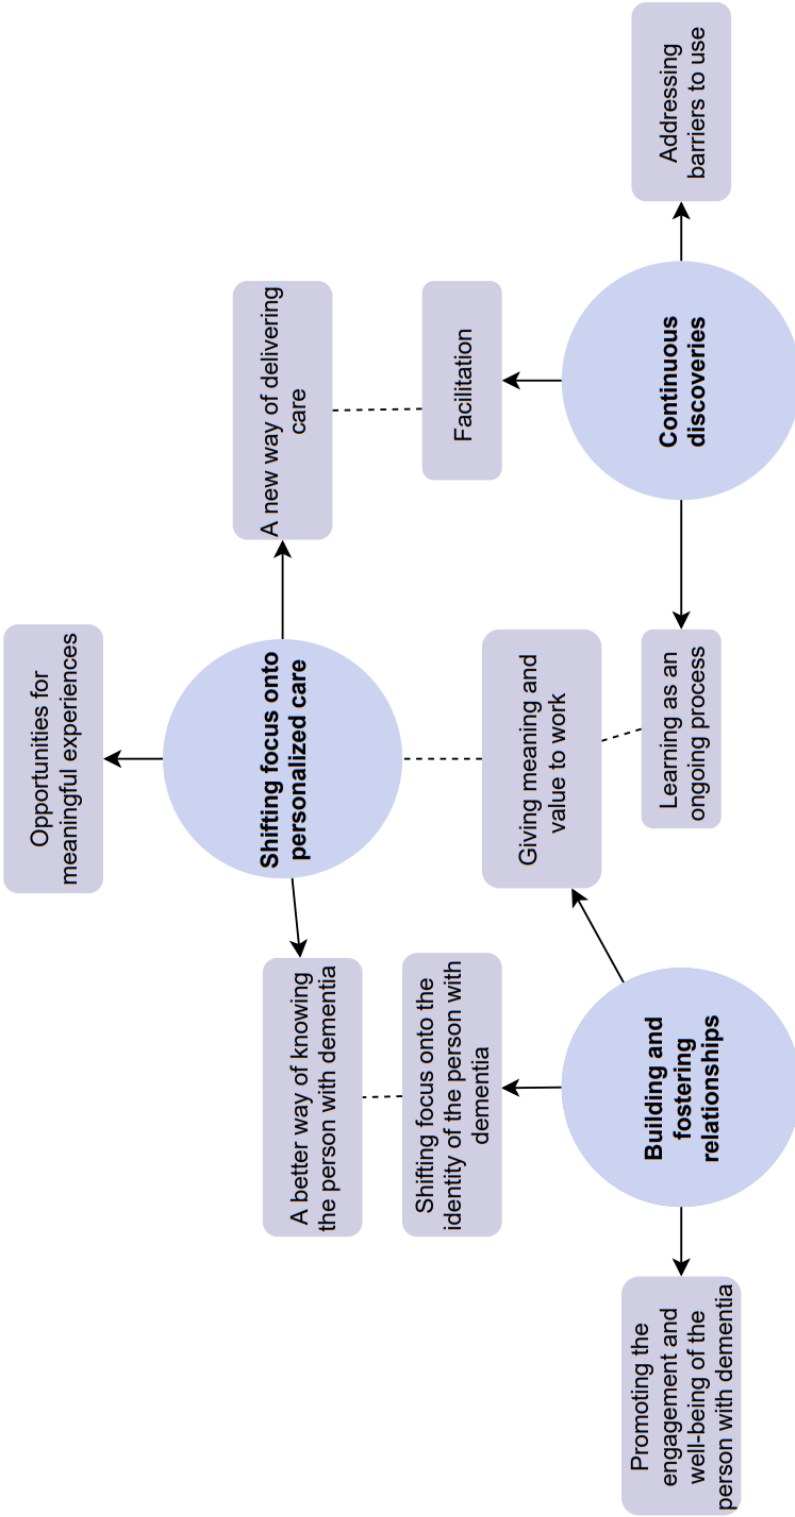 Opportunities for
meaningful experiences
A better way of knowing
the person with dementia
Shifting focus onto
personalized care
A new way of delivering
care
Shifting focus onto the
identity of the person with
dementia
Giving meaning and
value to work
Facilitation
Promoting the
engagement and
well-being of the
person with dementia
Building and
fostering
relationships
Learning as an
ongoing process
Continuous
discoveries
Addressing
barriers to use